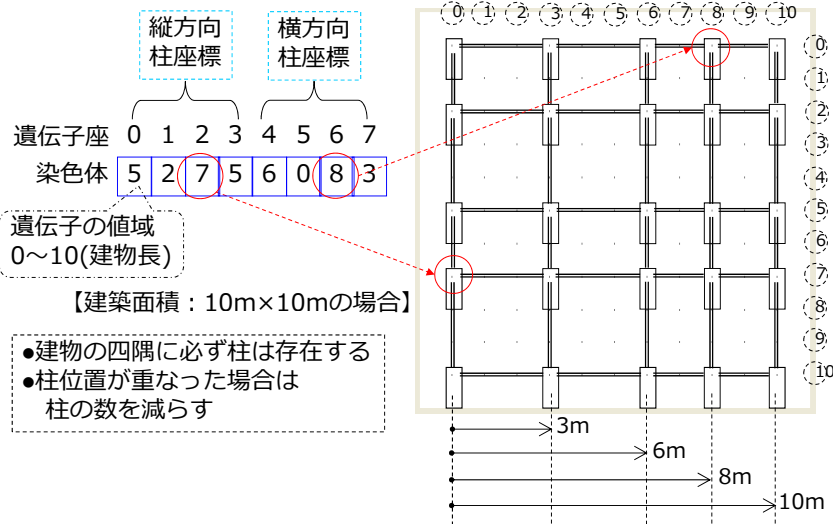 縦方向
柱座標
横方向
柱座標
遺伝子座 0 1 2 3 4 5 6 7
染色体 5 2 7 5 6 0 8 3
遺伝子の値域
0～10(建物長)
【建築面積：10m×10mの場合】
●建物の四隅に必ず柱は存在する
●柱位置が重なった場合は
柱の数を減らす
0 1 2 3 4 5 6 7 8 9 10
0
1
2
3
4
5
6
7
8
9
10
3m
6m
8m
10m